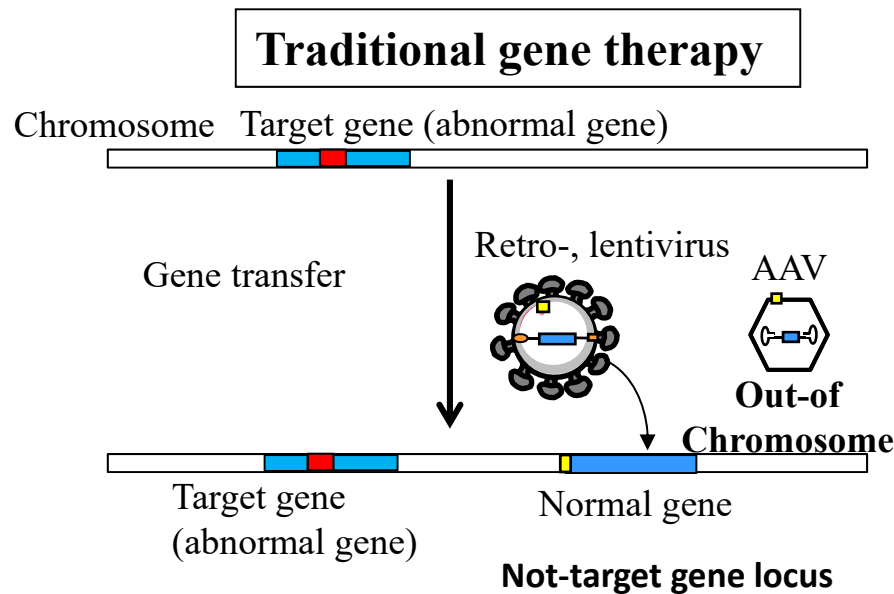 Traditional gene therapy
Chromosome
Target gene (abnormal gene)
Gene transfer
Retro-, lentivirus
AAV
Out-of
Chromosome
Target gene
(abnormal gene)
Normal gene
Not-target gene locus